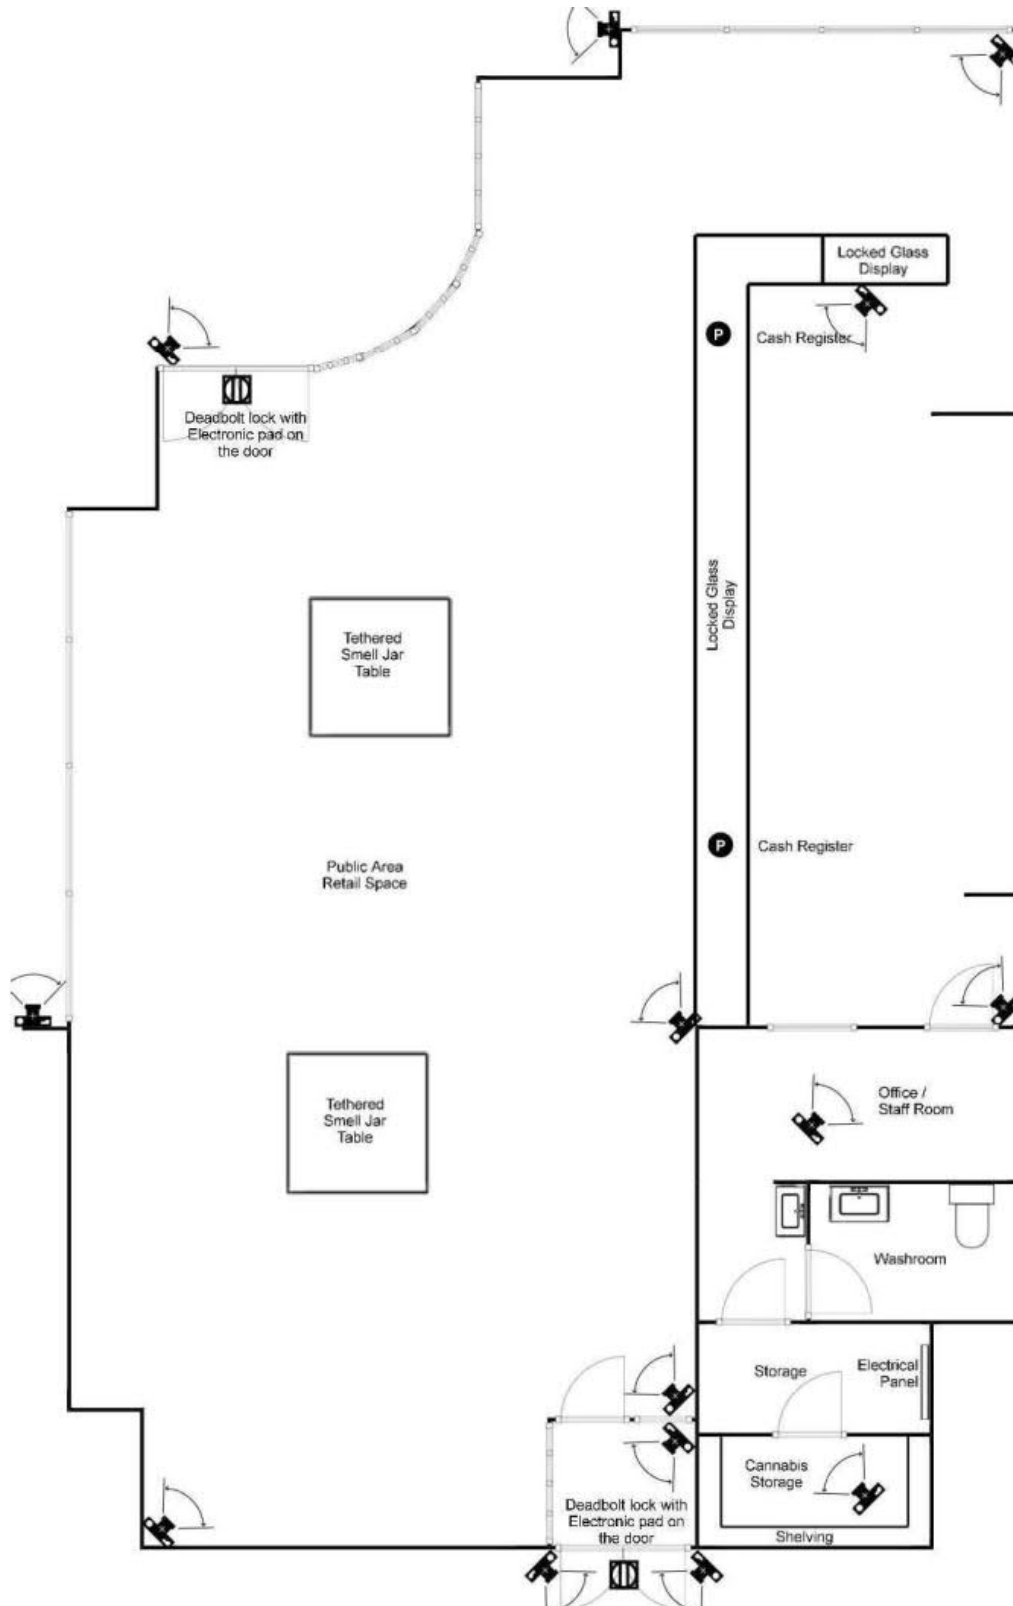 Locked Glass
Display
P
Cash Register
Deadbolt lock with
Electronic pad on
the door
Locked Glass
Display
Tethered
Smell Jar
Table
P
Cash Register
Public Area
Retail Space
Tethered
Smell Jar
Table
Office /
Staff Room
Washroom
Storage
Electrical
Panel
Cannabis
Storage
Deadbolt lock with
Electronic pad on
the door
Shelving